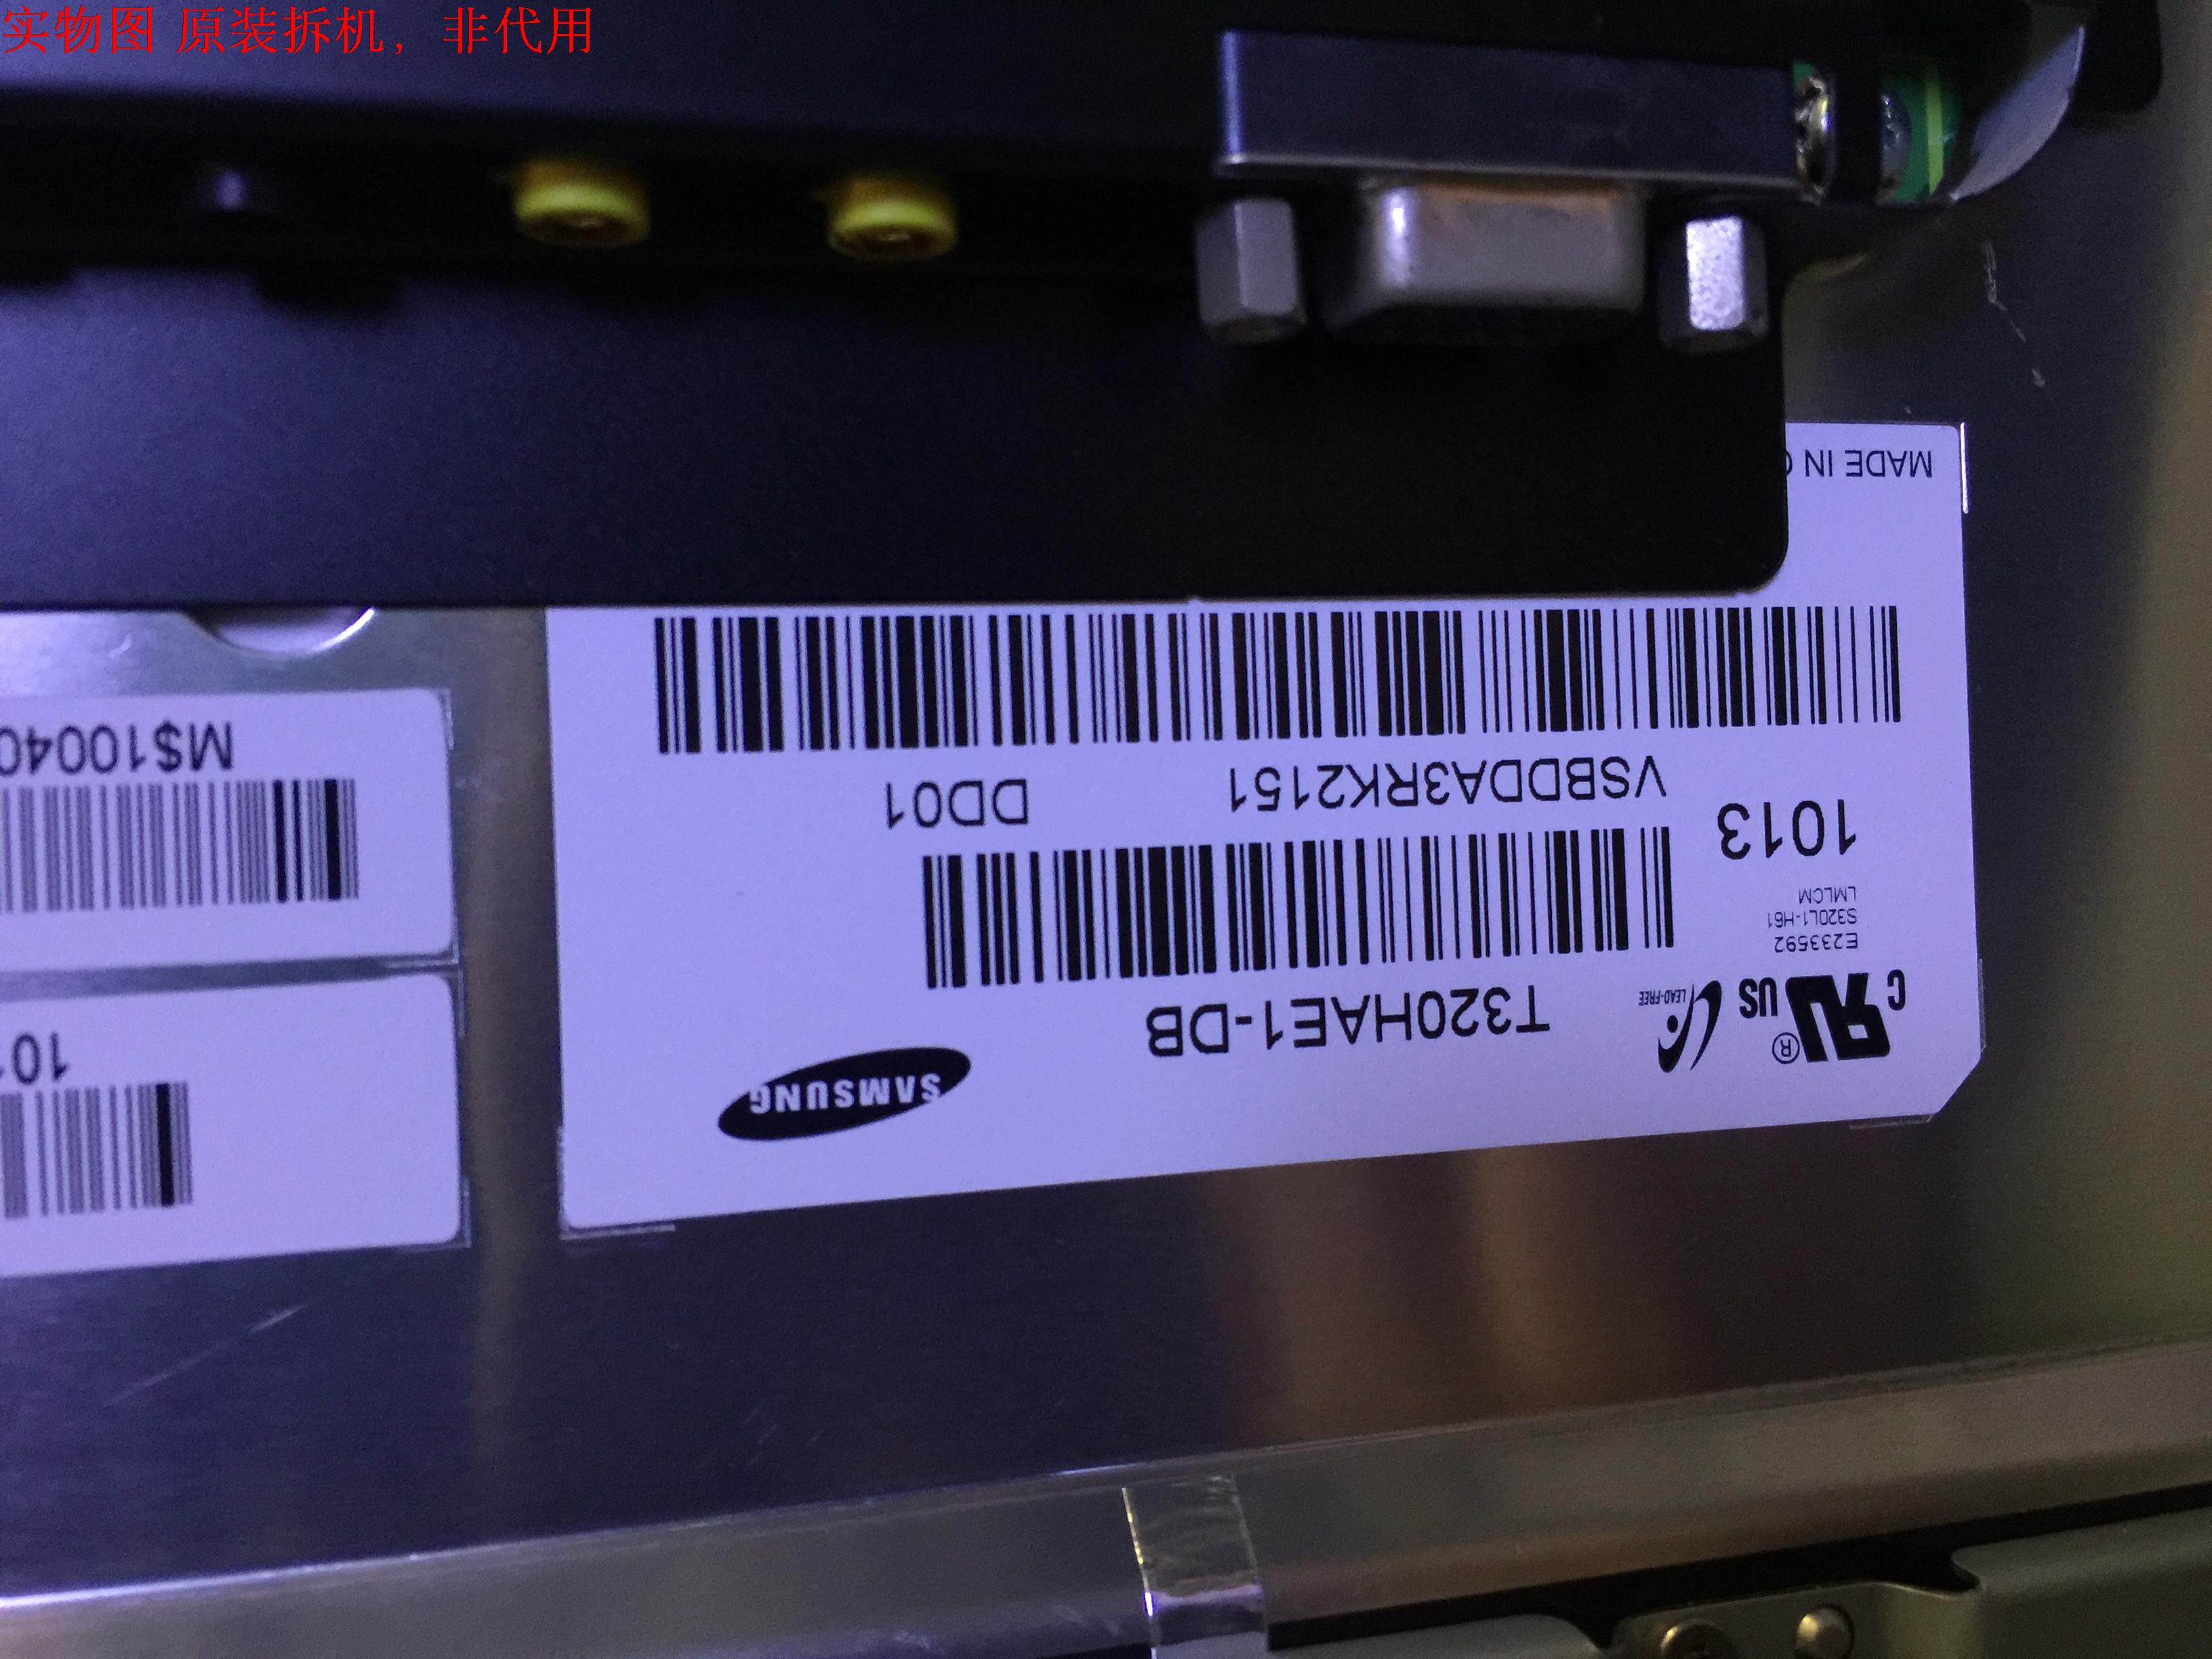 实物图 原装拆机，非代用
SAMSUNG
T320HAE1-DB
c RU® US
LEAD-FREE
E233592
S320L1-H61
LMLCM
1013
VSBDDA3RK2151 DD01
MADE IN
M$10040
10